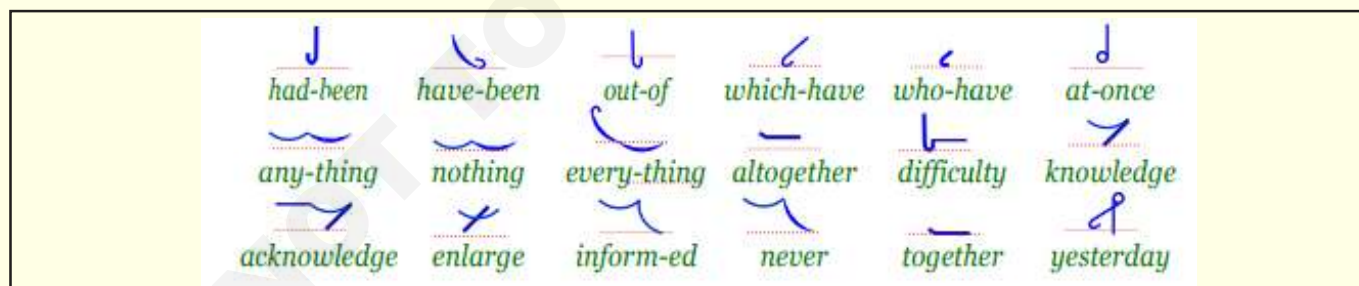 had-been have-been out-of which-have who-have at-once
any-thing nothing every-thing altogether difficulty knowledge
acknowledge enlarge inform-ed never together yesterday